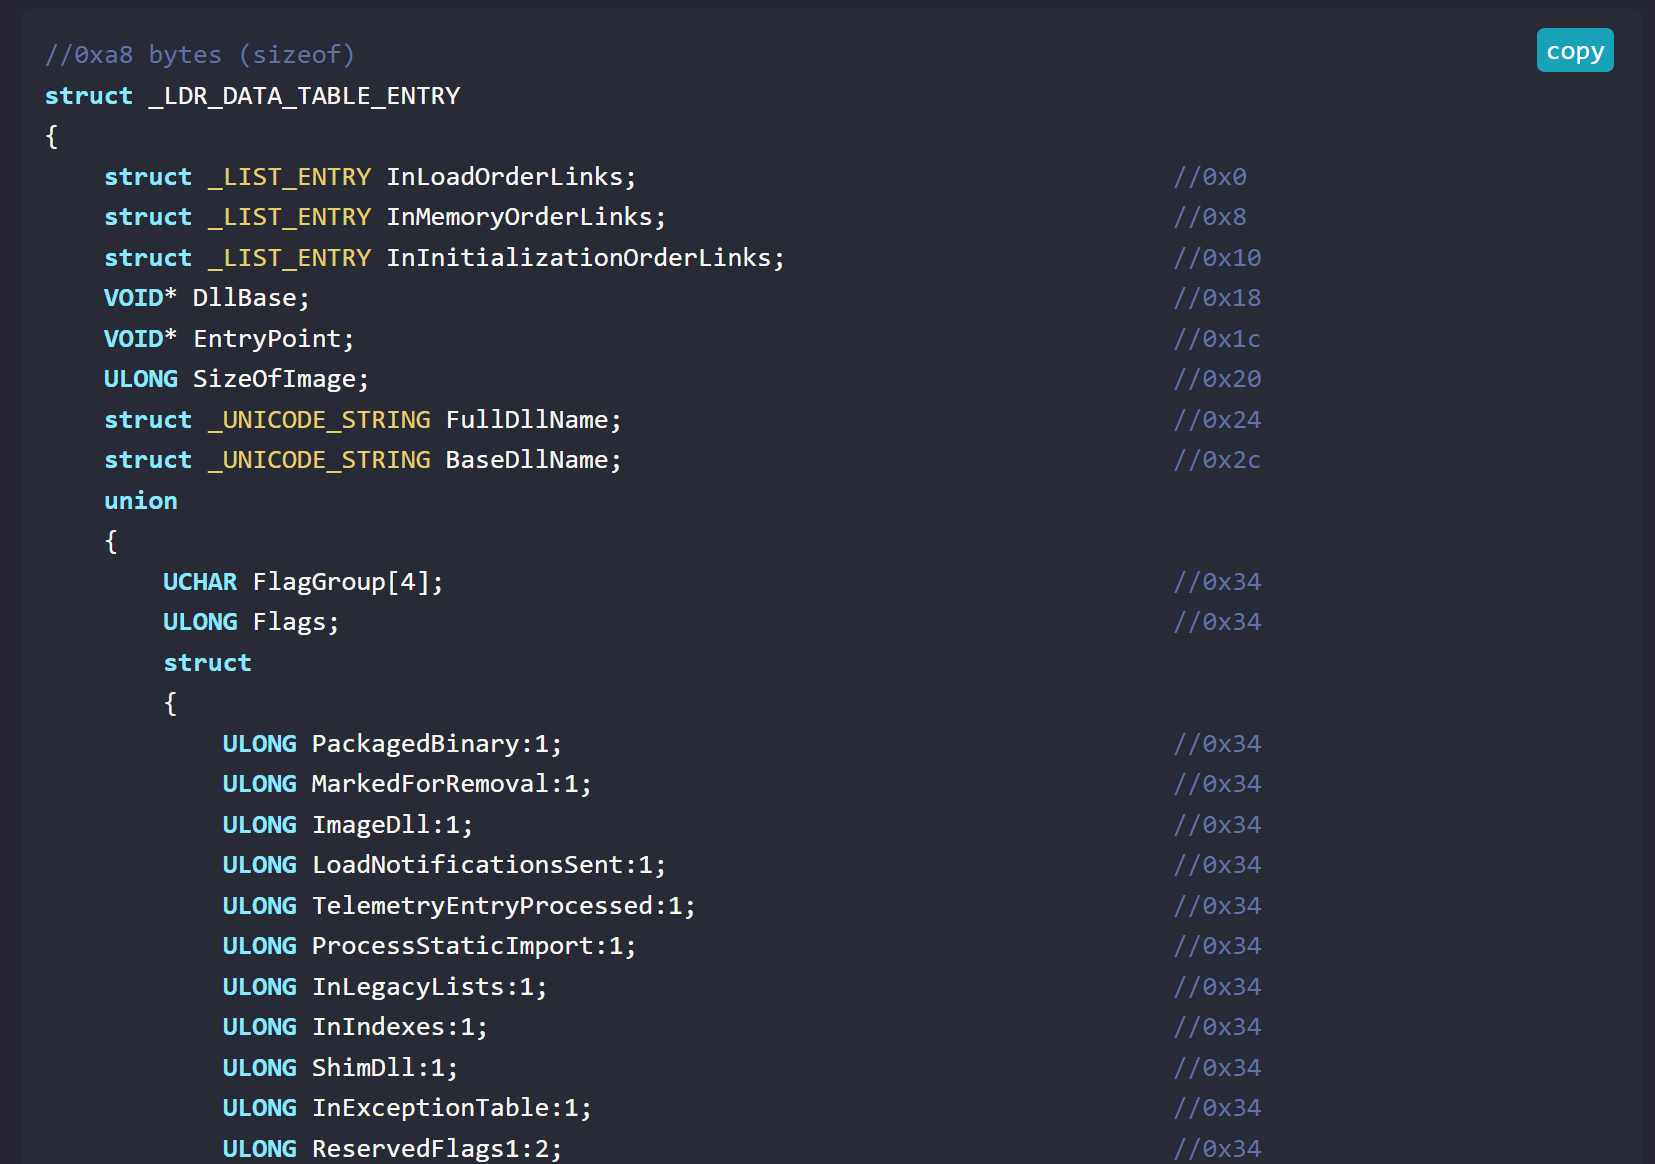 //0xa8 bytes (sizeof)
copy
struct _LDR_DATA_TABLE_ENTRY
{
    struct _LIST_ENTRY InLoadOrderLinks; //0x0
    struct _LIST_ENTRY InMemoryOrderLinks; //0x8
    struct _LIST_ENTRY InInitializationOrderLinks; //0x10
    VOID* DllBase; //0x18
    VOID* EntryPoint; //0x1c
    ULONG SizeOfImage; //0x20
    struct _UNICODE_STRING FullDllName; //0x24
    struct _UNICODE_STRING BaseDllName; //0x2c
    union
    {
        UCHAR FlagGroup[4]; //0x34
        ULONG Flags; //0x34
        struct
        {
            ULONG PackagedBinary:1; //0x34
            ULONG MarkedForRemoval:1; //0x34
            ULONG ImageDll:1; //0x34
            ULONG LoadNotificationsSent:1; //0x34
            ULONG TelemetryEntryProcessed:1; //0x34
            ULONG ProcessStaticImport:1; //0x34
            ULONG InLegacyLists:1; //0x34
            ULONG InIndexes:1; //0x34
            ULONG ShimDll:1; //0x34
            ULONG InExceptionTable:1; //0x34
            ULONG ReservedFlags1:2; //0x34